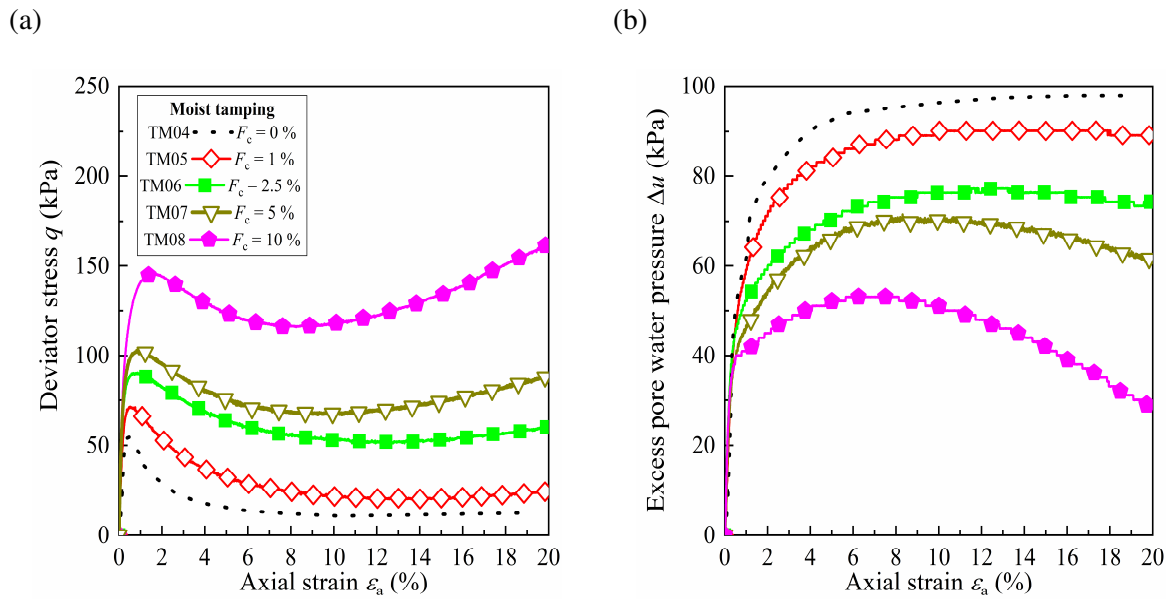 (a)
(b)
250
200
150
100
50
0
Deviator stress q (kPa)
Moist tamping
TM04 Fc = 0 %
TM05 Fc = 1 %
TM06 Fc – 2.5 %
TM07 Fc = 5 %
TM08 Fc = 10 %
0 2 4 6 8 10 12 14 16 18 20
Axial strain εa (%)
100
80
60
40
20
0
Excess pore water pressure Δu (kPa)
0 2 4 6 8 10 12 14 16 18 20
Axial strain εa (%)